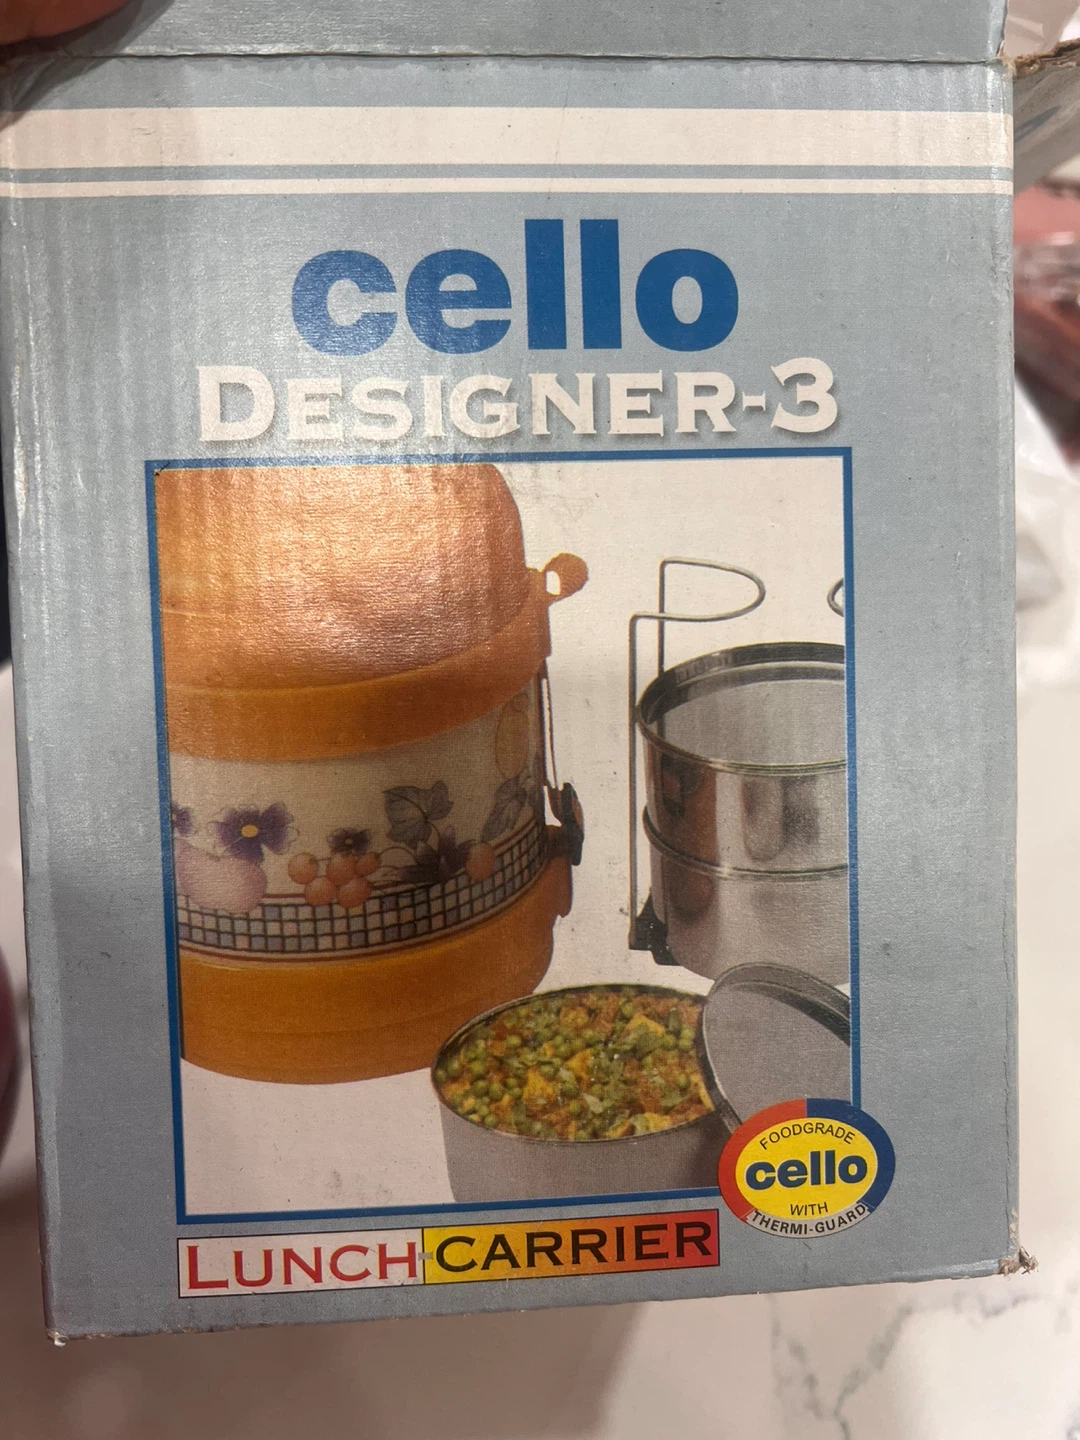 cello
DESIGNER-3
FOODGRADE
cello
WITH
THERMI-GUARD
LUNCH-CARRIER